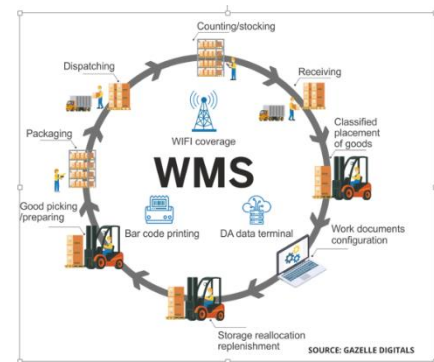 Counting/stocking
Dispatching
Receiving
WIFI coverage
Classified
placement
of goods
Packaging
WMS
Good picking
/preparing
Bar code printing
DA data terminal
Work documents
configuration
Storage reallocation
replenishment
SOURCE: GAZELLE DIGITALS